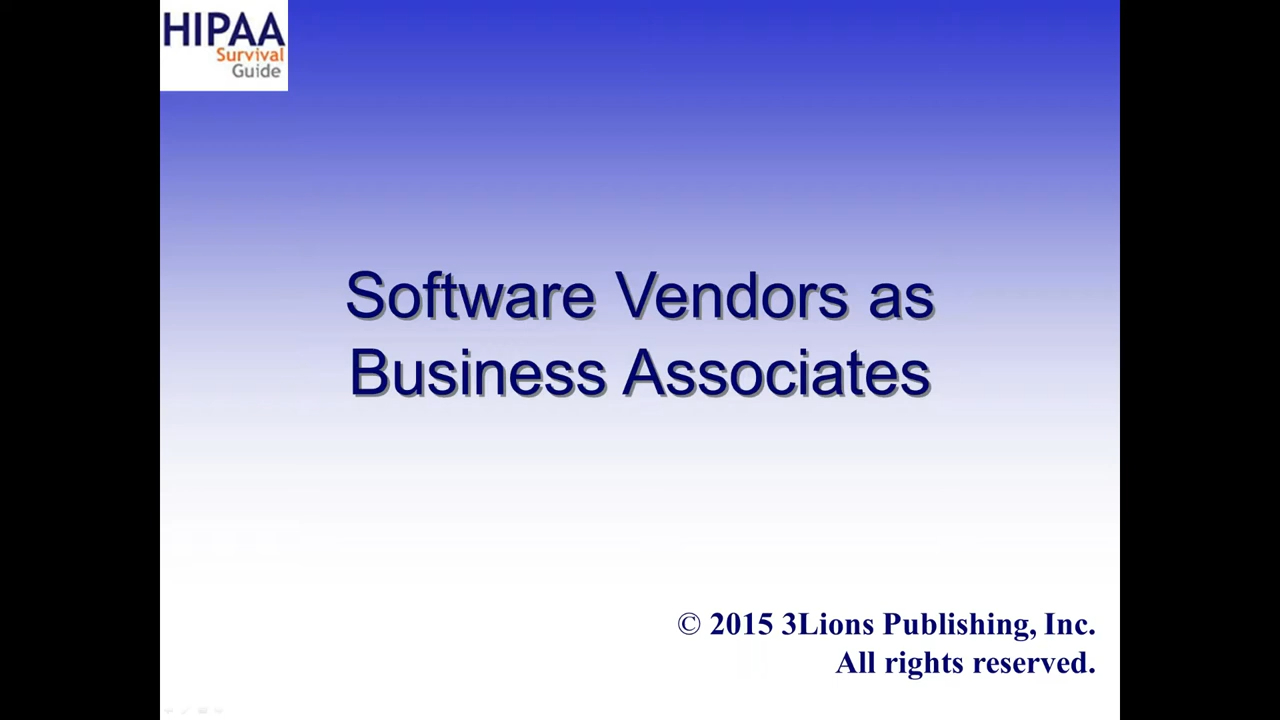 HIPAA
Survival
Guide
Software Vendors as
Business Associates
© 2015 3Lions Publishing, Inc.
All rights reserved.